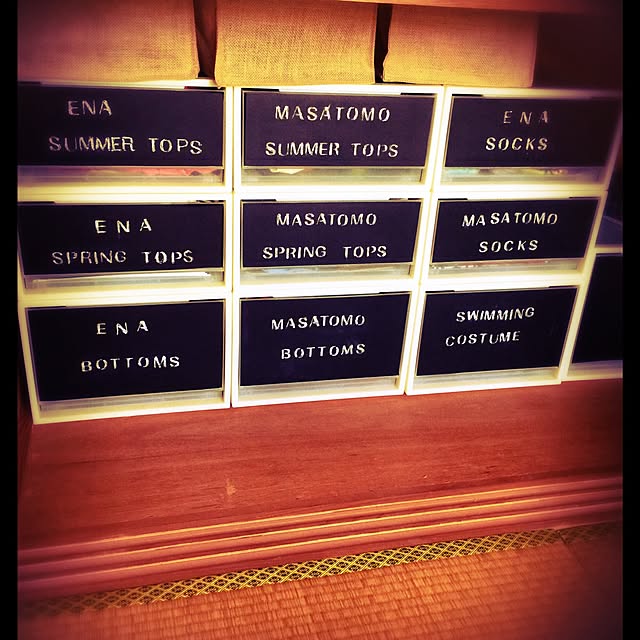 ENA
SUMMER TOPS
MASATOMO
SUMMER TOPS
ENA
SOCKS
ENA
SPRING TOPS
MASATOMO
SPRING TOPS
MASATOMO
SOCKS
ENA
BOTTOMS
MASATOMO
BOTTOMS
SWIMMING
COSTUME